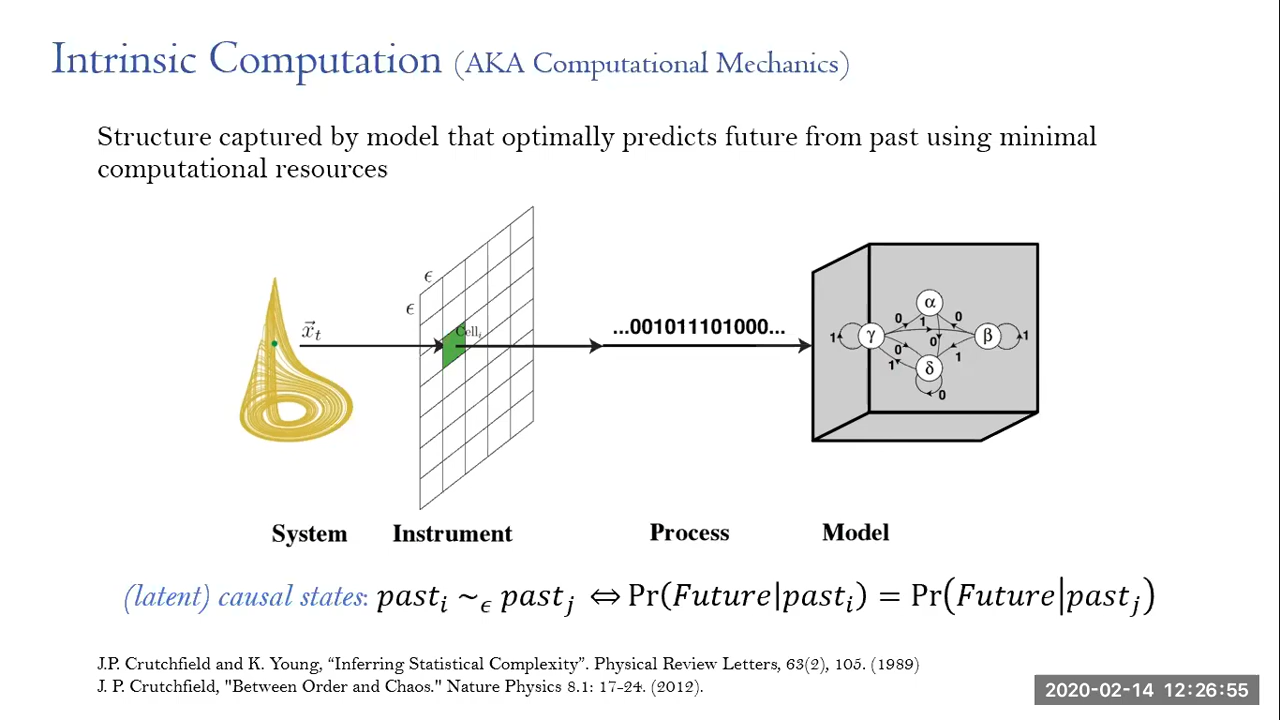 Intrinsic Computation (AKA Computational Mechanics)
Structure captured by model that optimally predicts future from past using minimal
computational resources
ϵ
ϵ
x⃗t
Celli
...001011101000...
α
0 1 0
1 γ β 1
0 0 1
1 δ
0
System Instrument Process Model
(latent) causal states: pasti ~ϵ pastj ⇔ Pr(Future|pasti) = Pr(Future|pastj)
J.P. Crutchfield and K. Young, “Inferring Statistical Complexity”. Physical Review Letters, 63(2), 105. (1989)
J. P. Crutchfield, "Between Order and Chaos." Nature Physics 8.1: 17-24. (2012).
2020-02-14 12:26:55